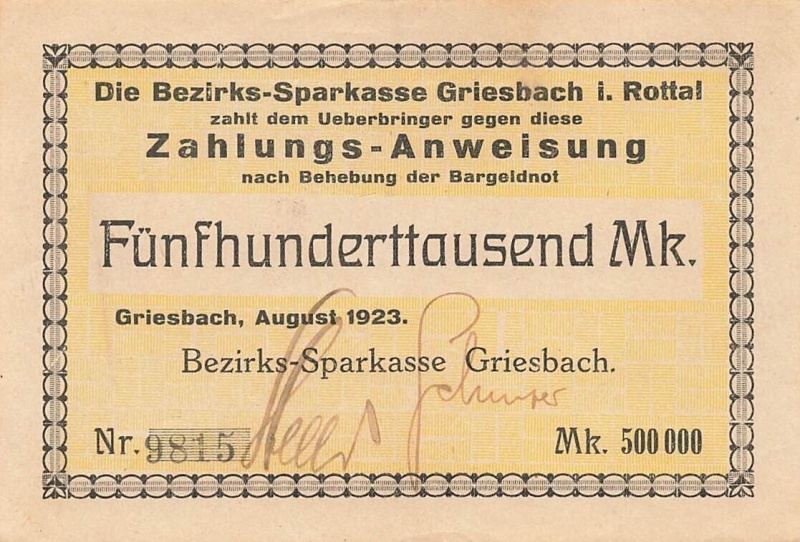 Die Bezirks-Sparkasse Griesbach i. Rottal
zahlt dem Ueberbringer gegen diese
Zahlungs-Anweisung
nach Behebung der Bargeldnot
Fünfhunderttausend Mk.
Griesbach, August 1923.
Bezirks-Sparkasse Griesbach.
Nr. 9815 Mk. 500 000